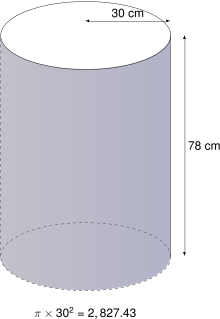 30 cm
78 cm
π × 30² = 2,827.43